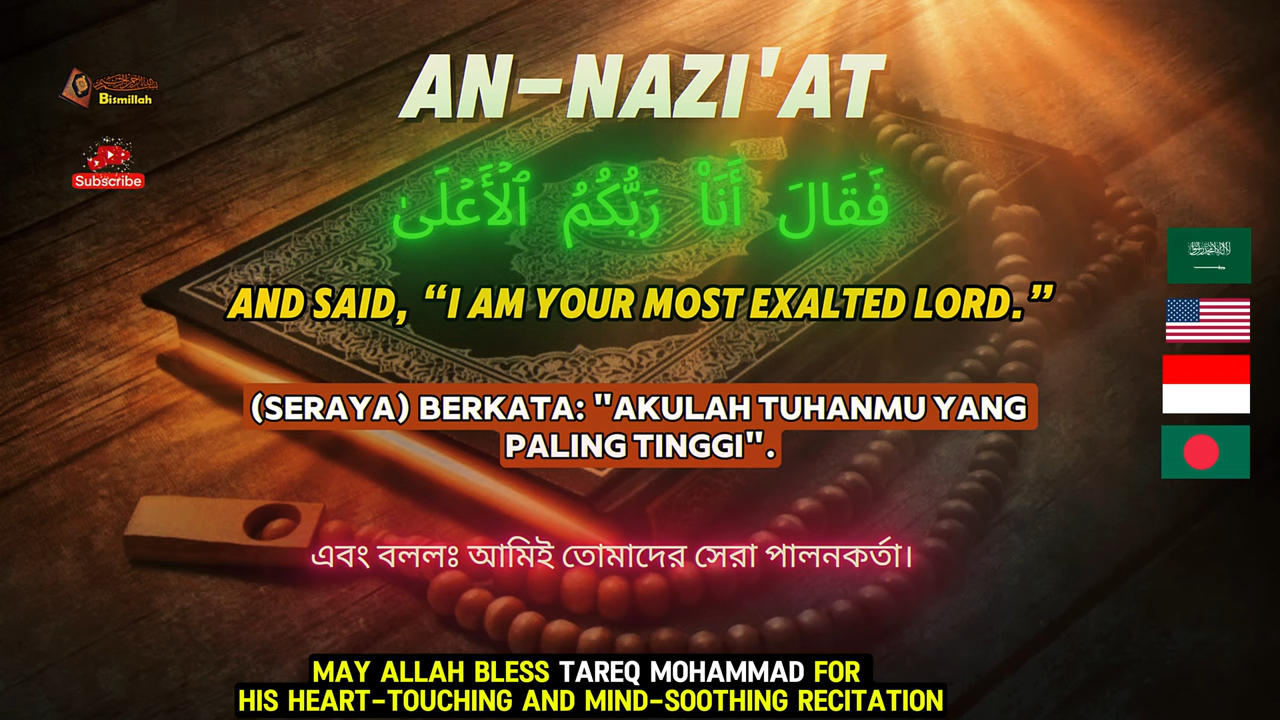 AN-NAZI'AT
Bismillah
Subscribe
فَقَالَ أَنَا۠ رَبُّكُمُ ٱلْأَعْلَىٰ
AND SAID, “I AM YOUR MOST EXALTED LORD.”
(SERAYA) BERKATA: "AKULAH TUHANMU YANG
PALING TINGGI".
এবং বললঃ আমিই তোমাদের সেরা পালনকর্তা।
MAY ALLAH BLESS TAREQ MOHAMMAD FOR
HIS HEART-TOUCHING AND MIND-SOOTHING RECITATION